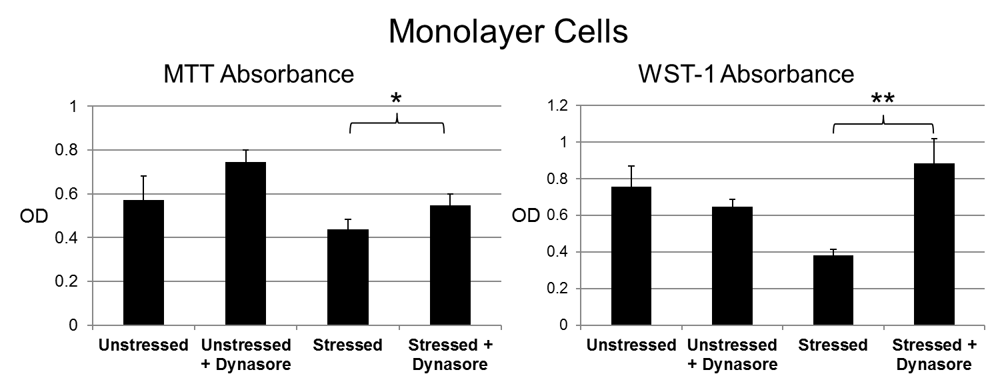 Monolayer Cells
MTT Absorbance
*
1
0.8
0.6
0.4
0.2
0
OD
Unstressed
Unstressed
+ Dynasore
Stressed
Stressed +
Dynasore
WST-1 Absorbance
**
1.2
1
0.8
0.6
0.4
0.2
0
OD
Unstressed
Unstressed
+ Dynasore
Stressed
Stressed +
Dynasore